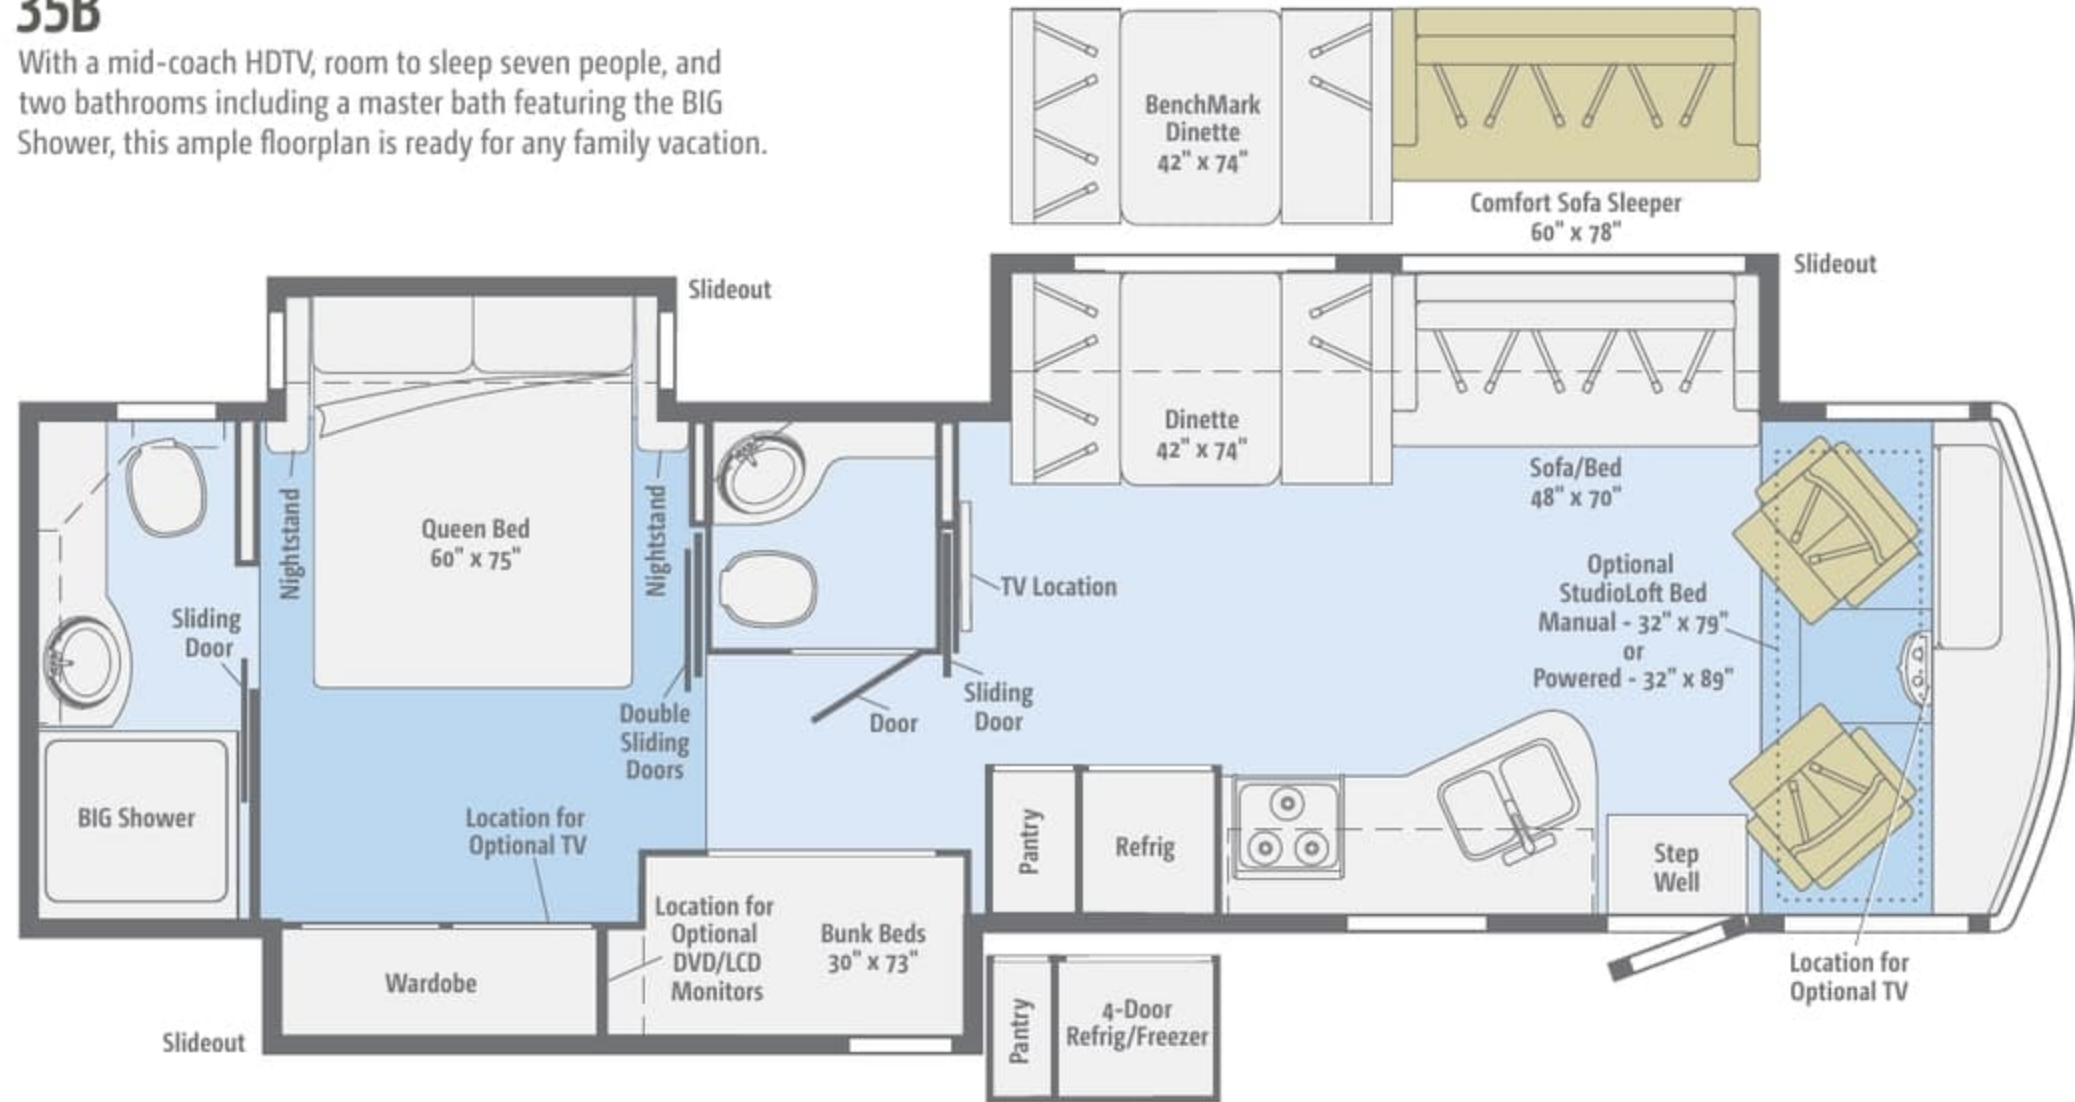 35B
With a mid-coach HDTV, room to sleep seven people, and
two bathrooms including a master bath featuring the BIG
Shower, this ample floorplan is ready for any family vacation.
BenchMark
Dinette
42" x 74"
Comfort Sofa Sleeper
60" x 78"
Slideout
Slideout
Dinette
42" x 74"
Sofa/Bed
48" x 70"
Nightstand
Queen Bed
60" x 75"
Nightstand
TV Location
Optional
StudioLoft Bed
Manual - 32" x 79"
or
Powered - 32" x 89"
Sliding
Door
Double
Sliding
Doors
Door
Sliding
Door
BIG Shower
Location for
Optional TV
Pantry
Refrig
Step
Well
Location for
Optional
DVD/LCD
Monitors
Bunk Beds
30" x 73"
Wardobe
Location for
Optional TV
Slideout
Pantry
4-Door
Refrig/Freezer